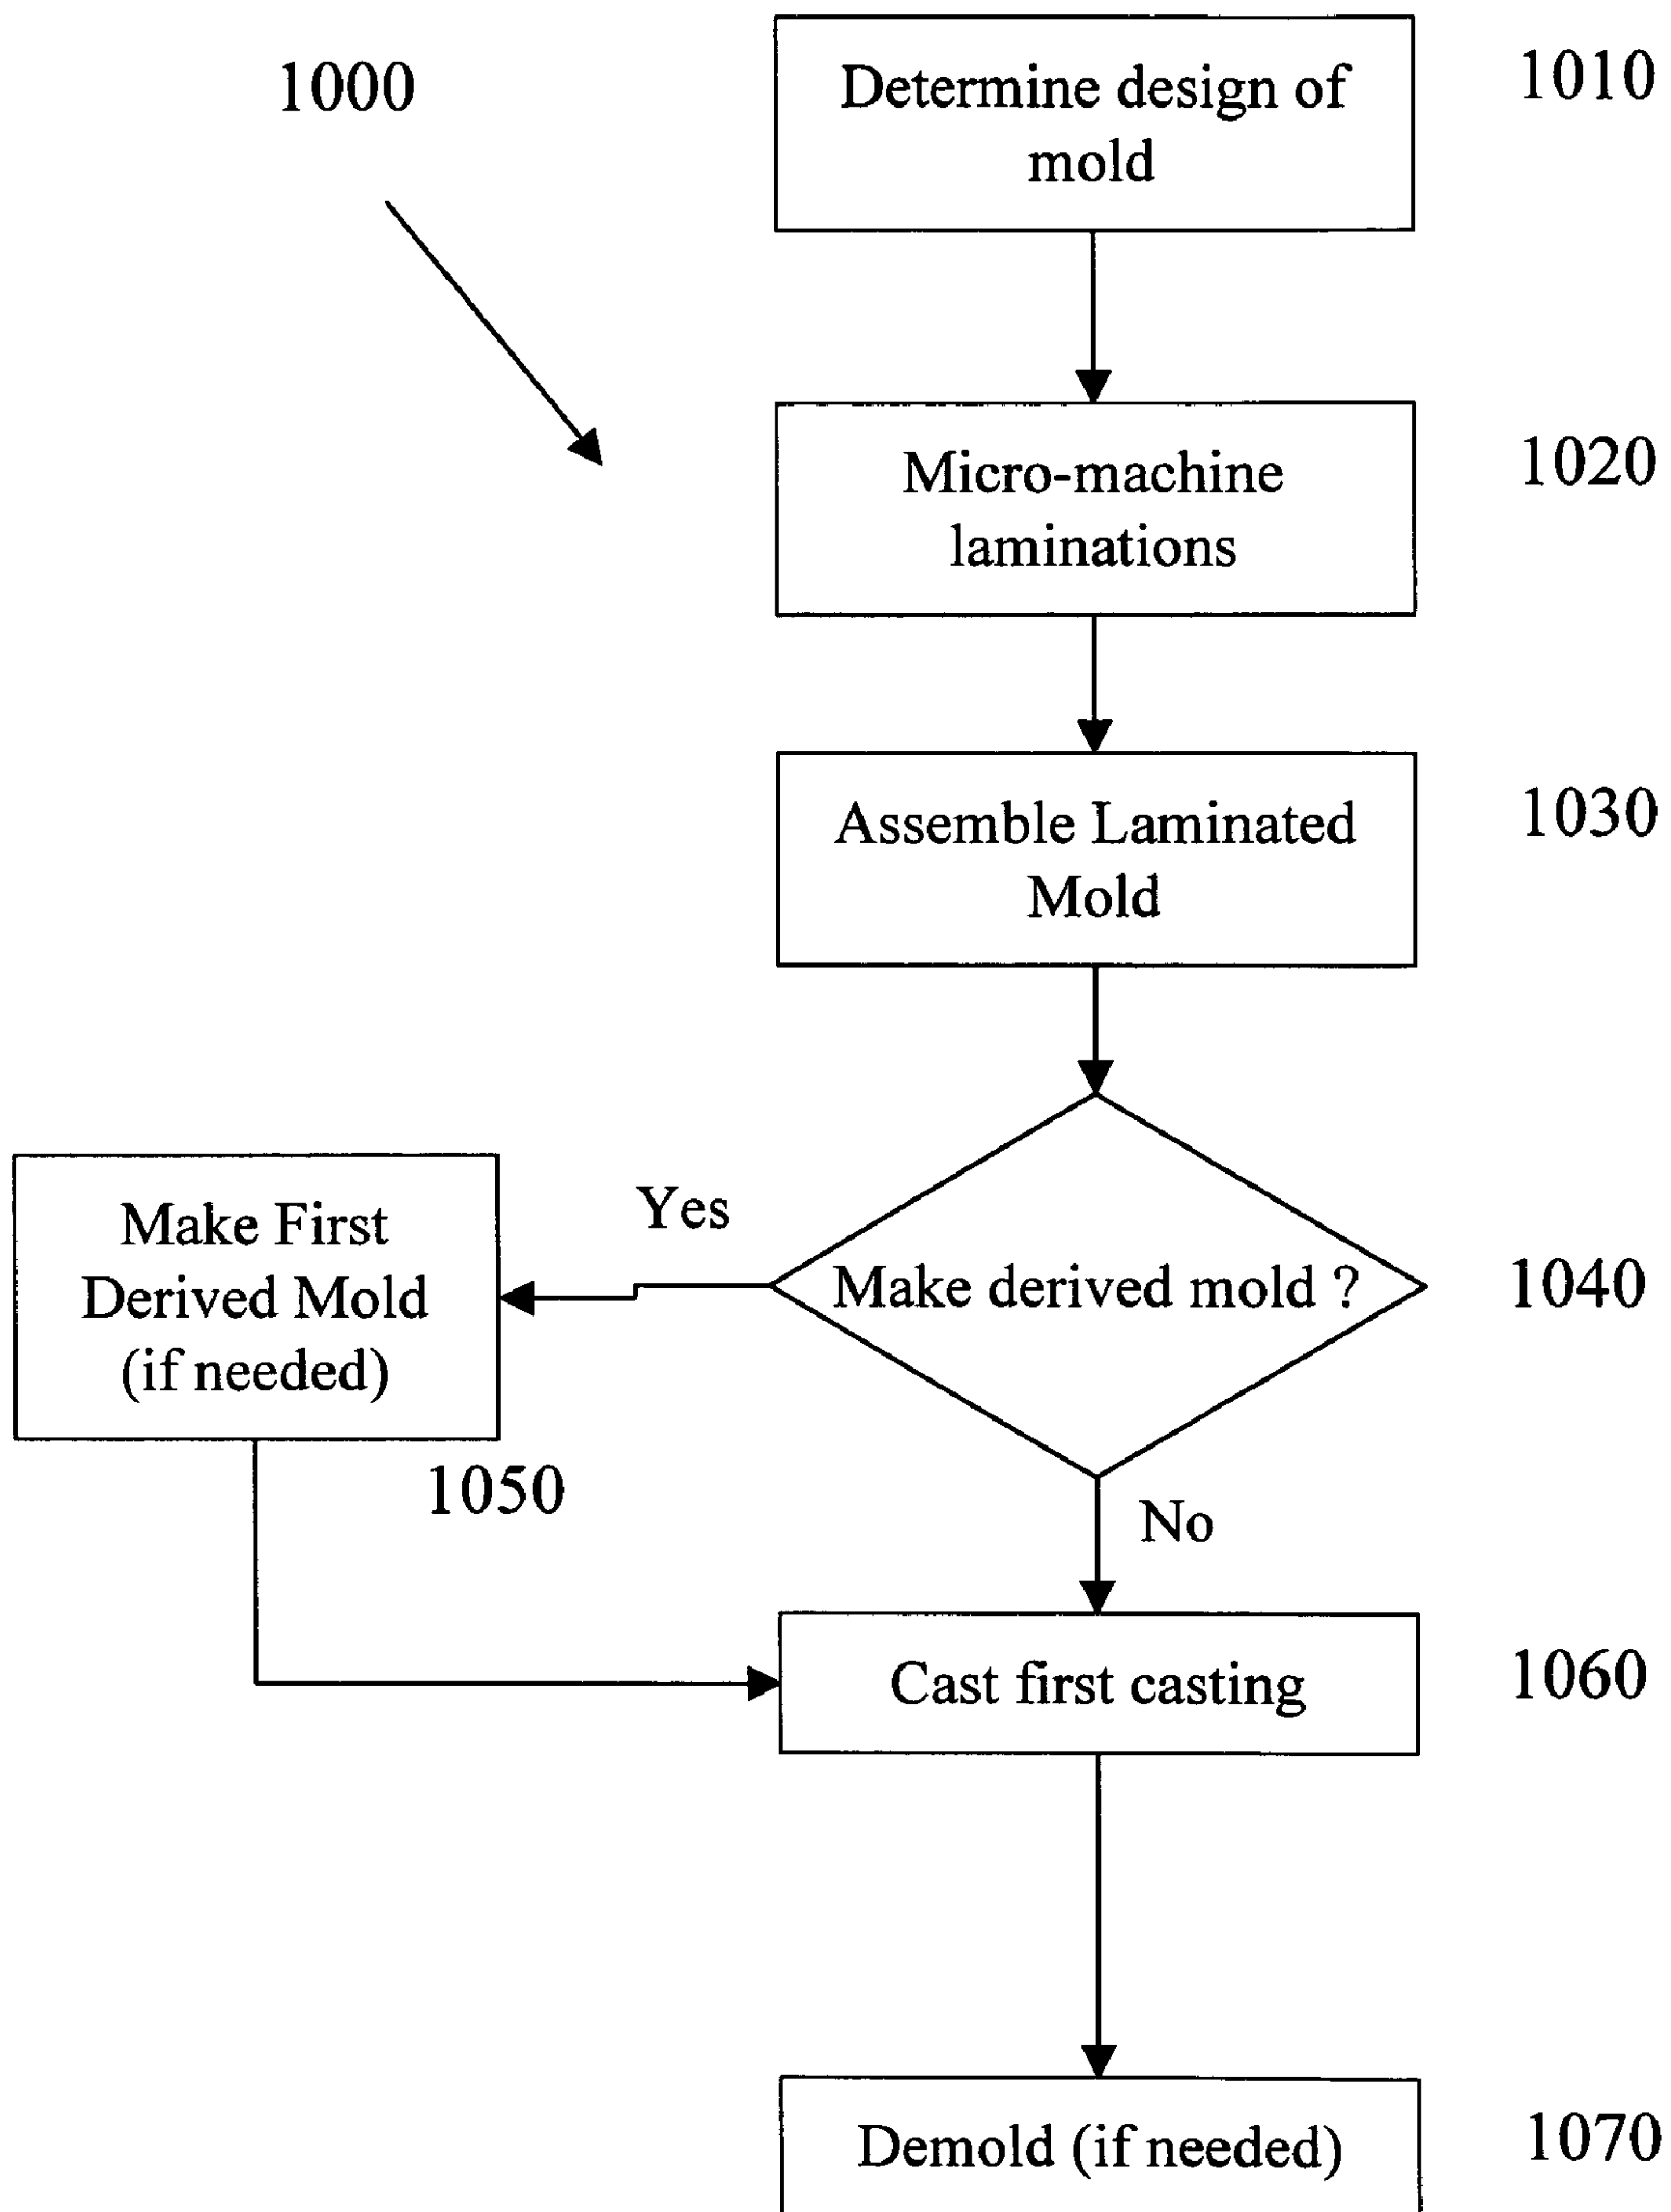 1000
Determine design of
mold
1010
Micro-machine
laminations
1020
Assemble Laminated
Mold
1030
Make First
Derived Mold
(if needed)
1050
Yes
Make derived mold ?
1040
No
Cast first casting
1060
Demold (if needed)
1070